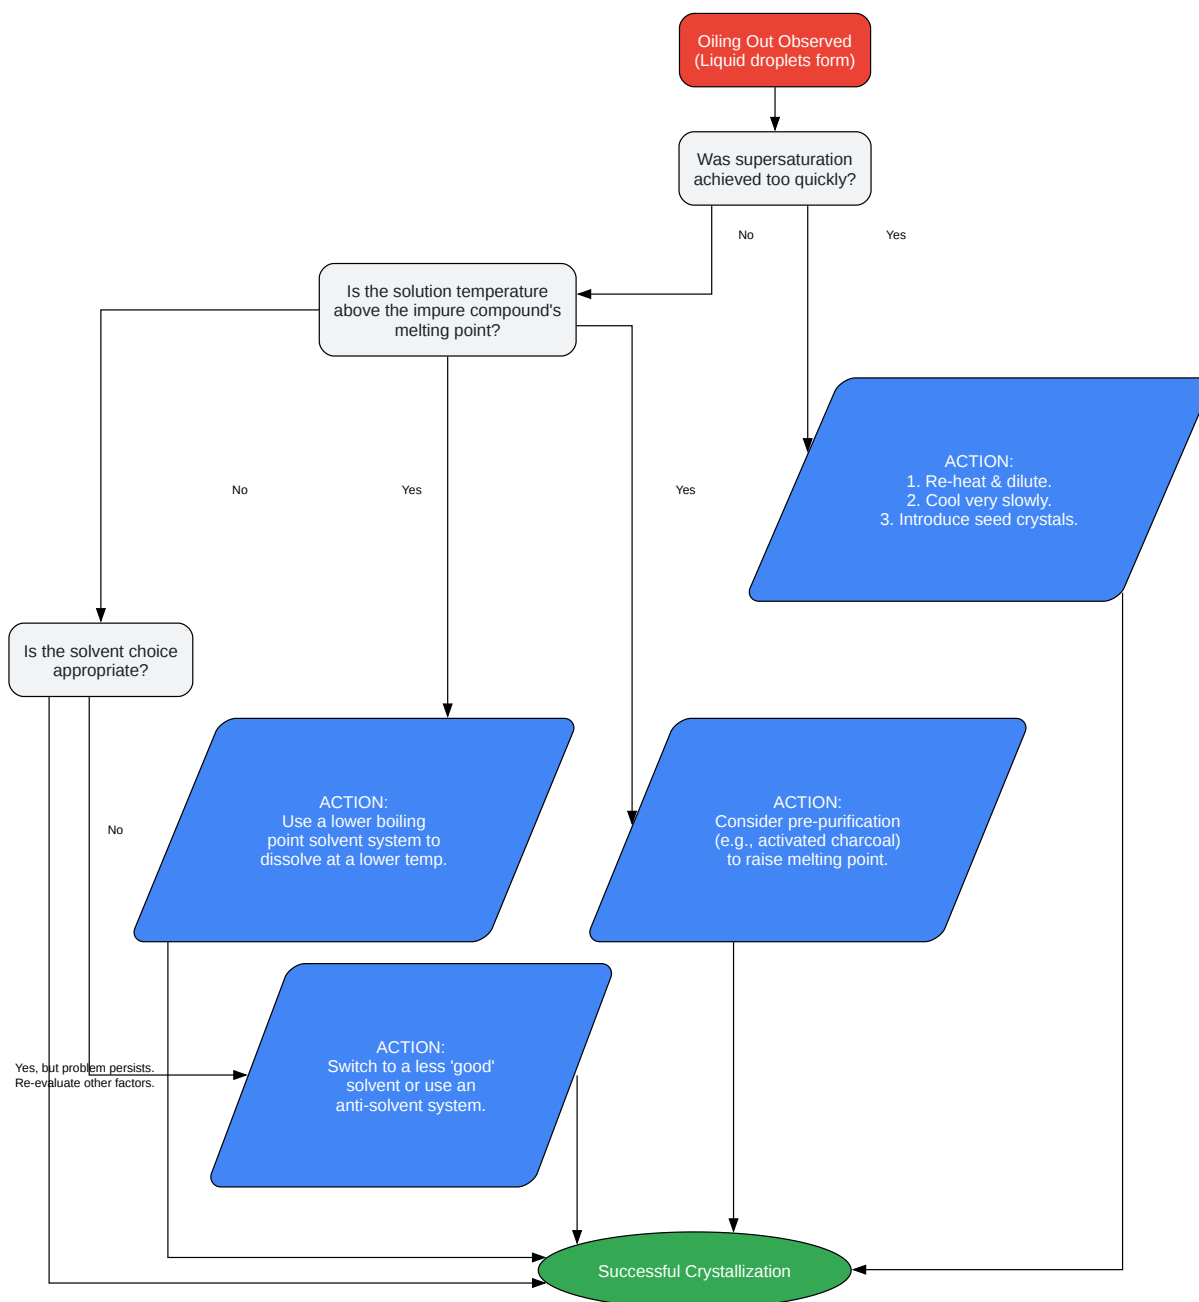 Oiling Out Observed
(Liquid droplets form)
Was supersaturation
achieved too quickly?
No
Yes
Is the solution temperature
above the impure compound's
melting point?
ACTION:
1. Re-heat & dilute.
2. Cool very slowly.
3. Introduce seed crystals.
No
Yes
Yes
Is the solvent choice
appropriate?
ACTION:
Use a lower boiling
point solvent system to
dissolve at a lower temp.
ACTION:
Consider pre-purification
(e.g., activated charcoal)
to raise melting point.
No
Yes, but problem persists.
Re-evaluate other factors.
ACTION:
Switch to a less 'good'
solvent or use an
anti-solvent system.
Successful Crystallization